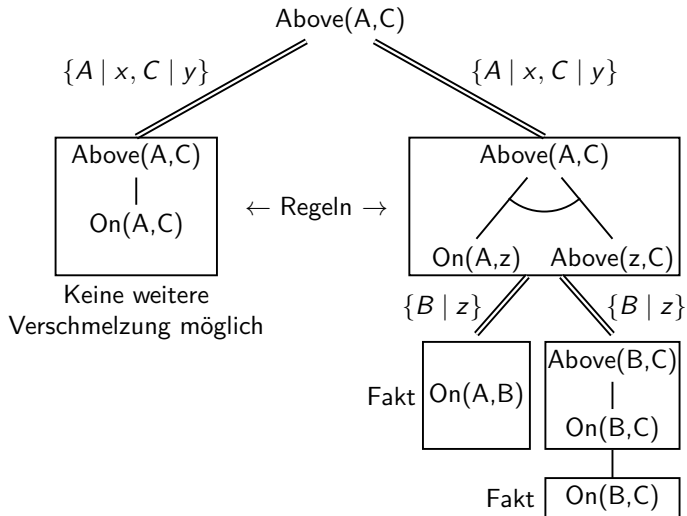 Above(A,C)
{A | x, C | y}
{A | x, C | y}
Above(A,C)
On(A,C)
← Regeln →
Above(A,C)
On(A,z)
Above(z,C)
Keine weitere
Verschmelzung möglich
{B | z}
{B | z}
Fakt
On(A,B)
Above(B,C)
On(B,C)
Fakt
On(B,C)